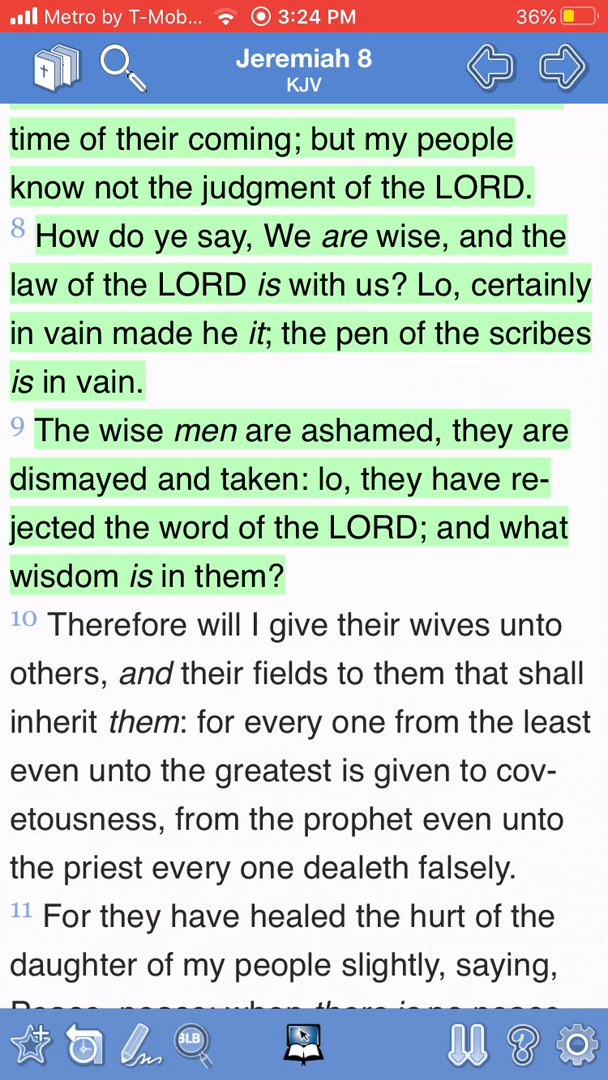 Metro by T-Mob... 3:24 PM 36%
Jeremiah 8
KJV
time of their coming; but my people
know not the judgment of the LORD.
8 How do ye say, We are wise, and the
law of the LORD is with us? Lo, certainly
in vain made he it; the pen of the scribes
is in vain.
9 The wise men are ashamed, they are
dismayed and taken: lo, they have re-
jected the word of the LORD; and what
wisdom is in them?
10 Therefore will I give their wives unto
others, and their fields to them that shall
inherit them: for every one from the least
even unto the greatest is given to cov-
etousness, from the prophet even unto
the priest every one dealeth falsely.
11 For they have healed the hurt of the
daughter of my people slightly, saying,
Peace, peace; when there is no peace
BLB